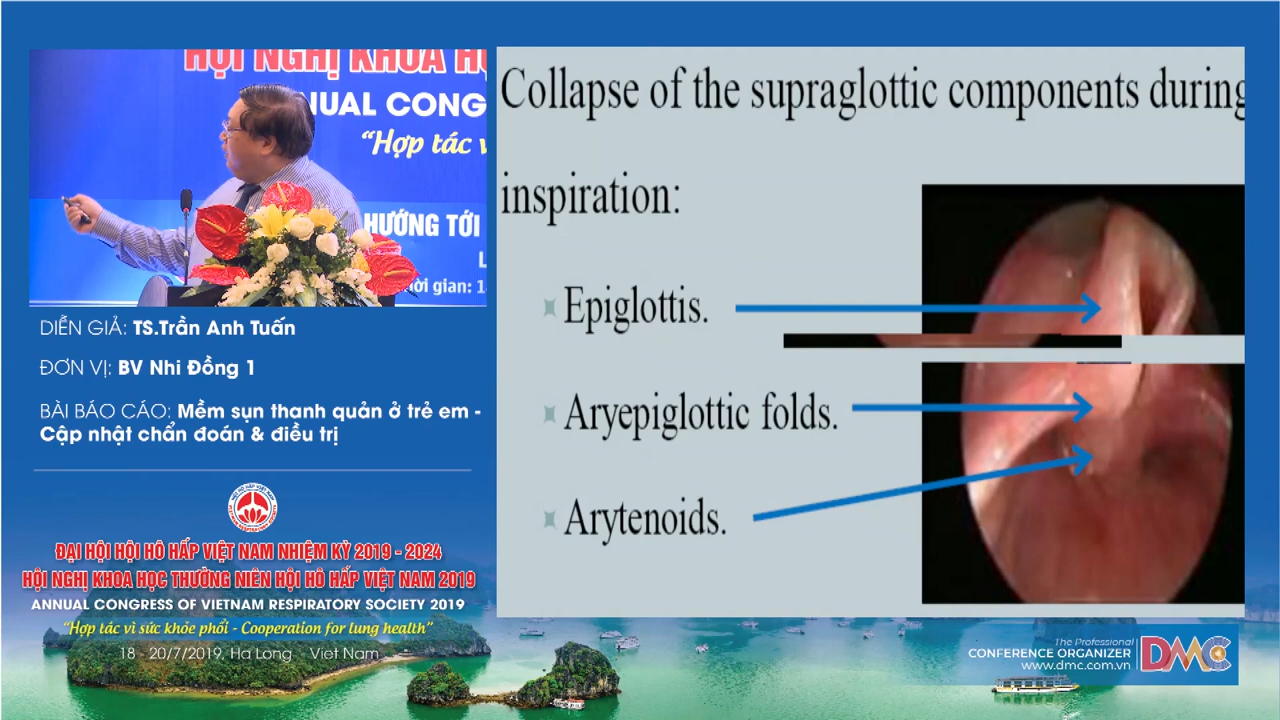 HỘI NGHỊ KHOA H
UAL CONG
“Hợp tác v
HƯỚNG TỚI
L
ời gian: 1
DIỄN GIẢ: TS.Trần Anh Tuấn
ĐƠN VỊ: BV Nhi Đồng 1
BÀI BÁO CÁO: Mềm sụn thanh quản ở trẻ em -
Cập nhật chẩn đoán & điều trị
ĐẠI HỘI HỘI HÔ HẤP VIỆT NAM NHIỆM KỲ 2019 - 2024
HỘI NGHỊ KHOA HỌC THƯỜNG NIÊN HỘI HÔ HẤP VIỆT NAM 2019
ANNUAL CONGRESS OF VIETNAM RESPIRATORY SOCIETY 2019
“Hợp tác vì sức khỏe phổi - Cooperation for lung health”
18 - 20/7/2019, Ha Long - Viet Nam
Collapse of the supraglottic components during
inspiration:
Epiglottis.
Aryepiglottic folds.
Arytenoids.
The Professional
CONFERENCE ORGANIZER
www.dmc.com.vn
DMC